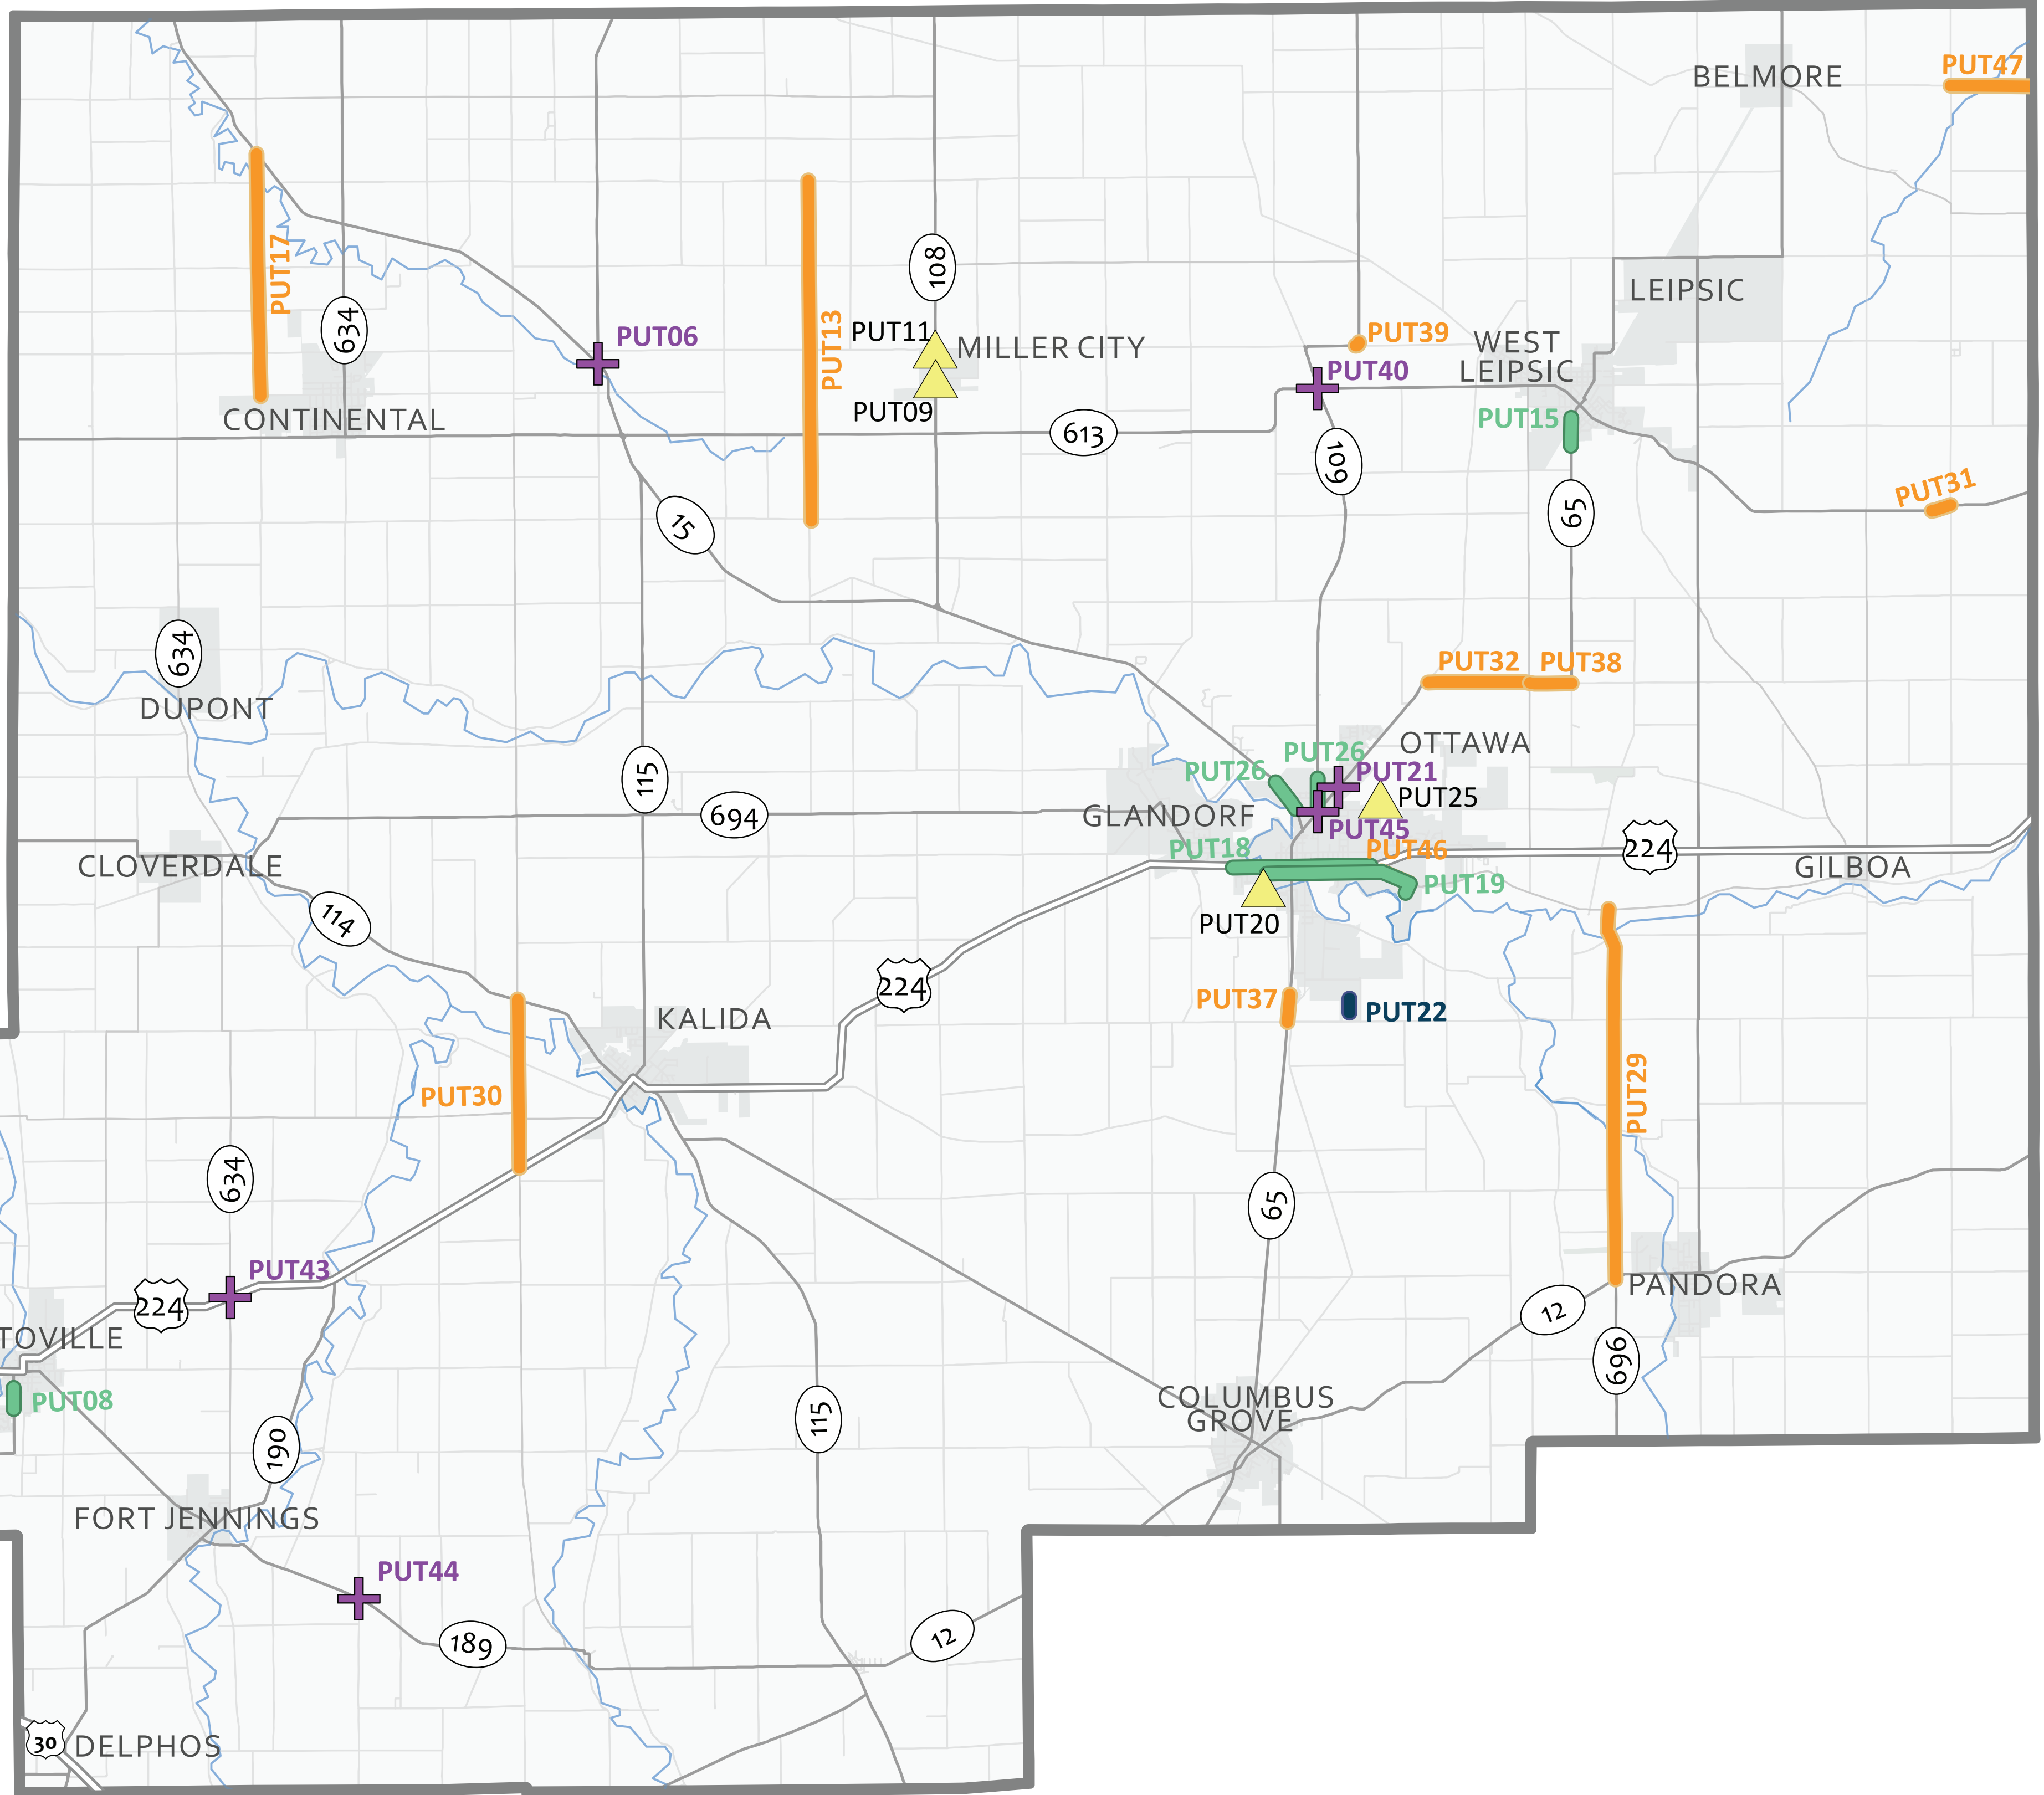 BELMORE
PUT47
PUT17
634
PUT06
PUT13
108
PUT11
MILLER CITY
PUT09
PUT39
PUT40
WEST
LEIPSIC
LEIPSIC
PUT15
CONTINENTAL
613
109
65
PUT31
15
634
DUPONT
PUT32
PUT38
115
694
OTTAWA
PUT26
PUT26
PUT21
PUT25
GLANDORF
PUT45
PUT18
PUT46
PUT19
PUT20
224
GILBOA
CLOVERDALE
114
224
KALIDA
PUT37
PUT22
PUT29
PUT30
634
65
PUT43
224
TOVILLE
PUT08
12
PANDORA
696
190
115
COLUMBUS
GROVE
FORT JENNINGS
PUT44
189
12
30
DELPHOS